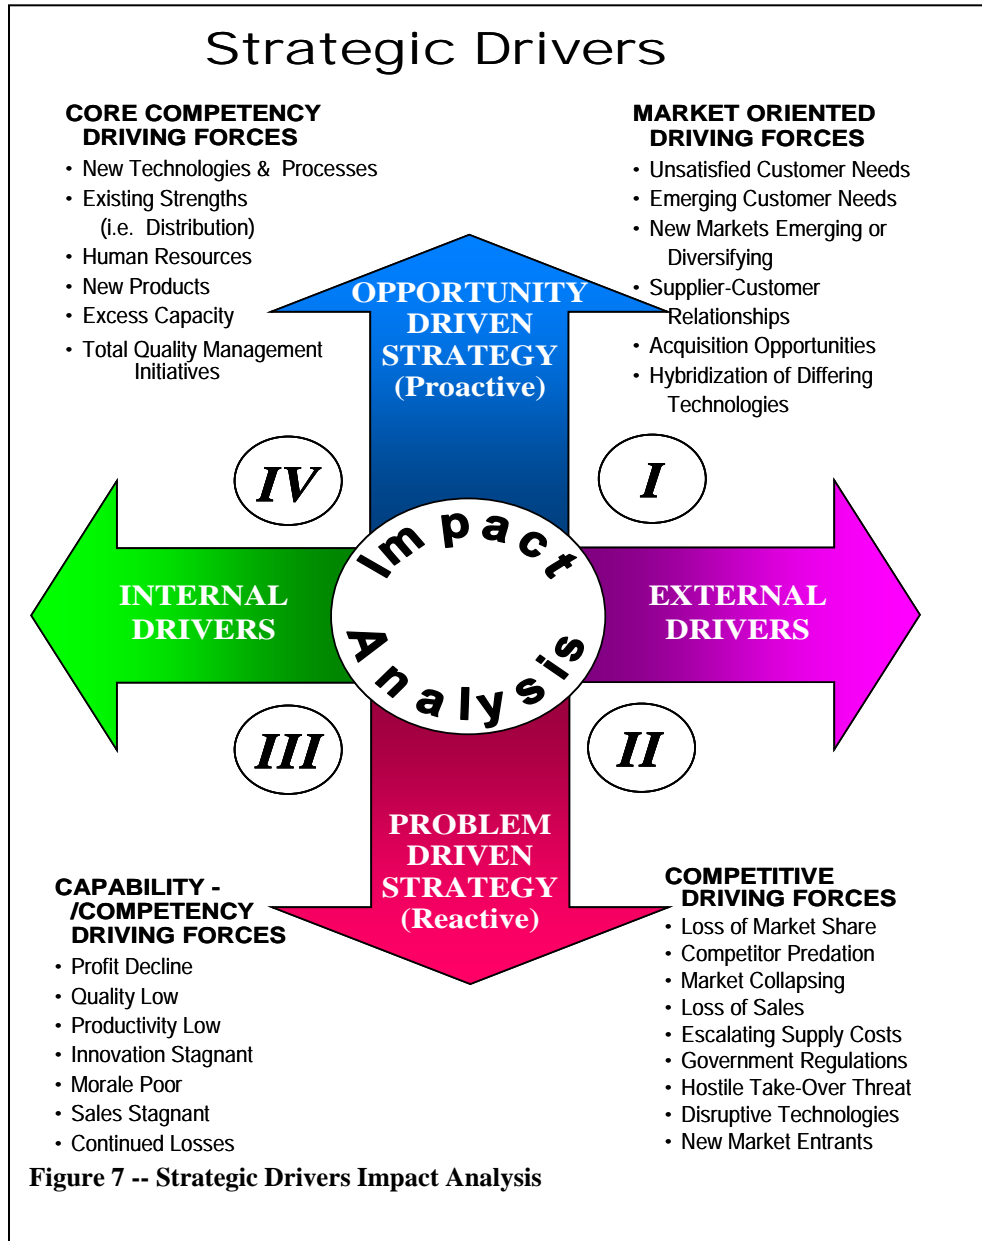 Strategic Drivers
CORE COMPETENCY
DRIVING FORCES
• New Technologies & Processes
• Existing Strengths
(i.e. Distribution)
• Human Resources
• New Products
• Excess Capacity
• Total Quality Management
Initiatives
MARKET ORIENTED
DRIVING FORCES
• Unsatisfied Customer Needs
• Emerging Customer Needs
• New Markets Emerging or
Diversifying
• Supplier-Customer
Relationships
• Acquisition Opportunities
• Hybridization of Differing
Technologies
OPPORTUNITY
DRIVEN
STRATEGY
(Proactive)
IV
I
INTERNAL
DRIVERS
Impact
Analysis
EXTERNAL
DRIVERS
III
II
PROBLEM
DRIVEN
STRATEGY
(Reactive)
CAPABILITY -
/COMPETENCY
DRIVING FORCES
• Profit Decline
• Quality Low
• Productivity Low
• Innovation Stagnant
• Morale Poor
• Sales Stagnant
• Continued Losses
COMPETITIVE
DRIVING FORCES
• Loss of Market Share
• Competitor Predation
• Market Collapsing
• Loss of Sales
• Escalating Supply Costs
• Government Regulations
• Hostile Take-Over Threat
• Disruptive Technologies
• New Market Entrants
Figure 7 -- Strategic Drivers Impact Analysis